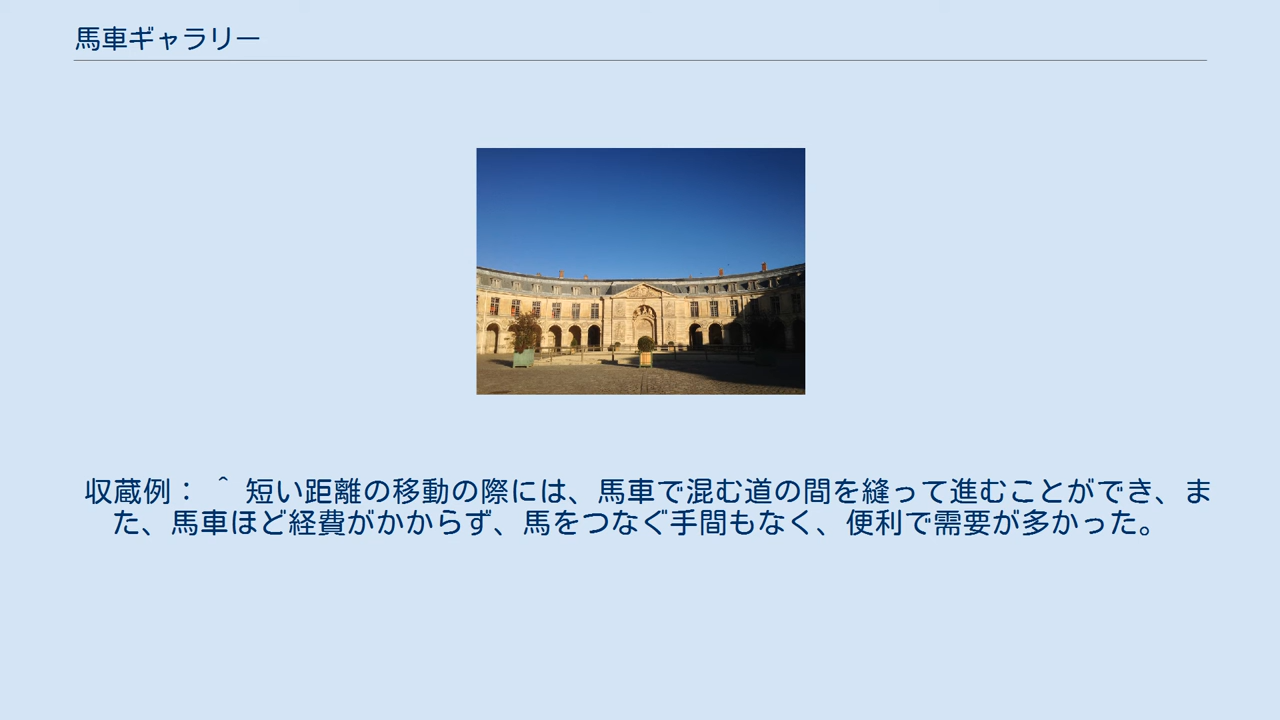 馬車ギャラリー
収蔵例： ^ 短い距離の移動の際には、馬車で混む道の間を縫って進むことができ、ま
た、馬車ほど経費がかからず、馬をつなぐ手間もなく、便利で需要が多かった。